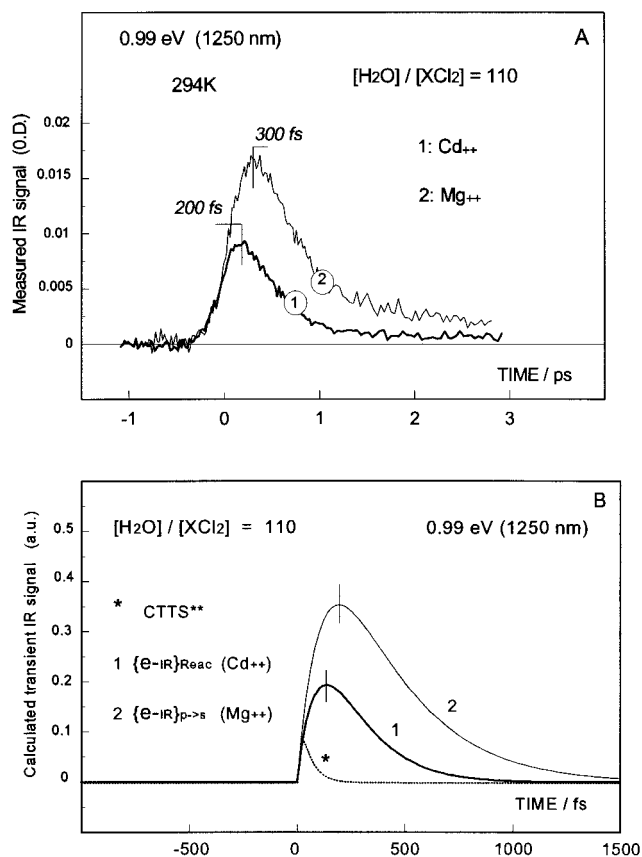 A
0.99 eV (1250 nm)
[H2O] / [XCl2] = 110
294K
Measured IR signal (O.D.)
0.02
0.015
0.01
0.005
0
300 fs
200 fs
1: Cd++
2: Mg++
1
2
TIME / ps
-1
0
1
2
3
B
[H2O] / [XCl2] = 110
0.99 eV (1250 nm)
Calculated transient IR signal (a.u.)
0.5
0.4
0.3
0.2
0.1
0
* CTTS**
1 {e-IR}Reac (Cd++)
2 {e-IR}p->s (Mg++)
1
2
*
TIME / fs
-500
0
500
1000
1500